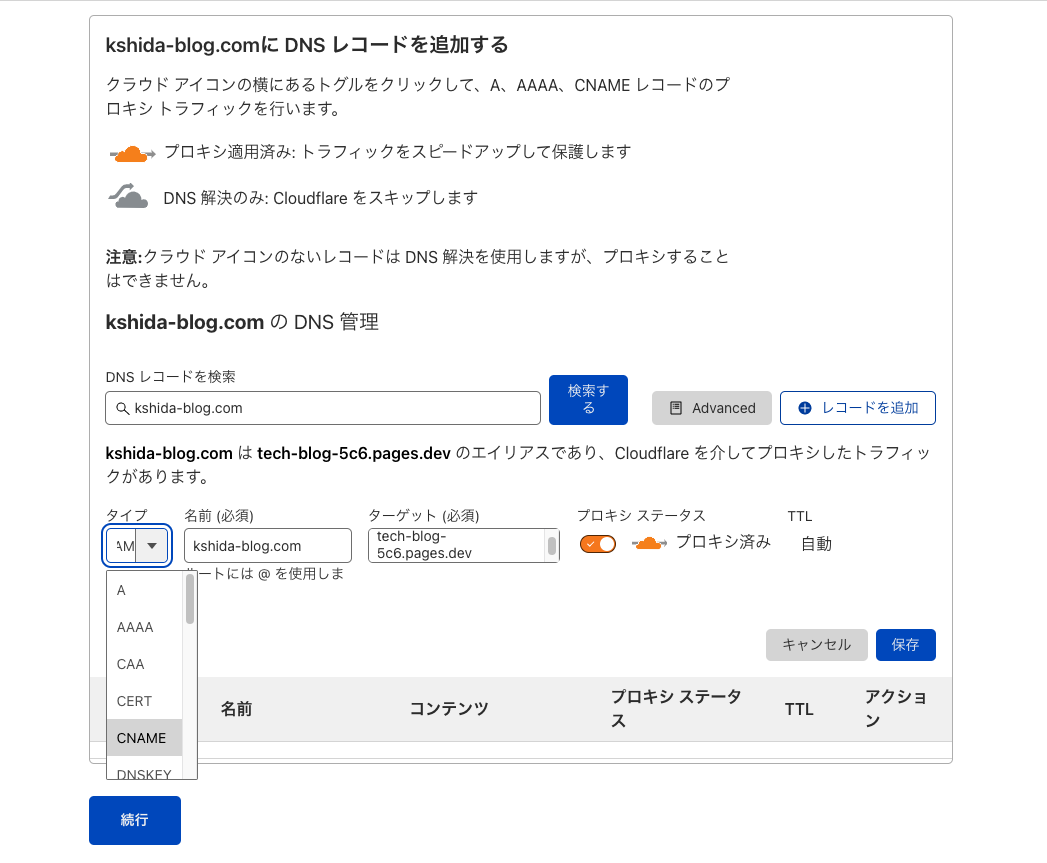 kshida-blog.comに DNS レコードを追加する
クラウド アイコンの横にあるトグルをクリックして、A、AAAA、CNAME レコードのプ
ロキシ トラフィックを行います。
プロキシ適用済み: トラフィックをスピードアップして保護します
DNS 解決のみ: Cloudflare をスキップします
注意:クラウド アイコンのないレコードは DNS 解決を使用しますが、プロキシすること
はできません。
kshida-blog.com の DNS 管理
DNS レコードを検索
kshida-blog.com
検索す
る
Advanced
レコードを追加
kshida-blog.com は tech-blog-5c6.pages.dev のエイリアスであり、Cloudflare を介してプロキシしたトラフィッ
クがあります。
タイプ 名前 (必須) ターゲット (必須) プロキシ ステータス TTL
AM kshida-blog.com tech-blog-
5c6.pages.dev プロキシ済み 自動
ルートには @ を使用しま
A
AAAA
CAA
CERT
CNAME
DNSKEY
キャンセル 保存
名前 コンテンツ プロキシ ステータ
ス TTL アクショ
ン
続行